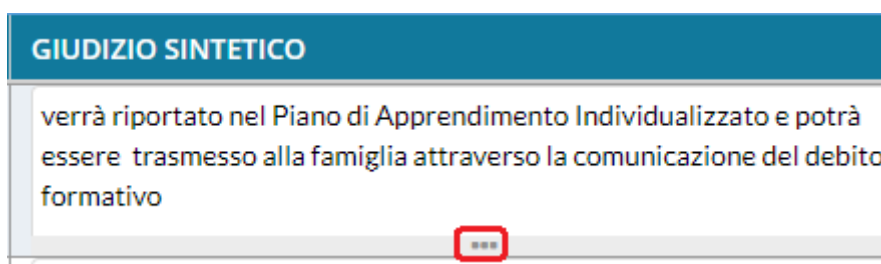 GIUDIZIO SINTETICO
verrà riportato nel Piano di Apprendimento Individualizzato e potrà
essere  trasmesso alla famiglia attraverso la comunicazione del debito
formativo